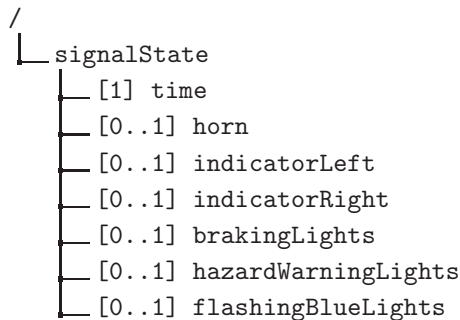 /
signalState
[1] time
[0..1] horn
[0..1] indicatorLeft
[0..1] indicatorRight
[0..1] brakingLights
[0..1] hazardWarningLights
[0..1] flashingBlueLights